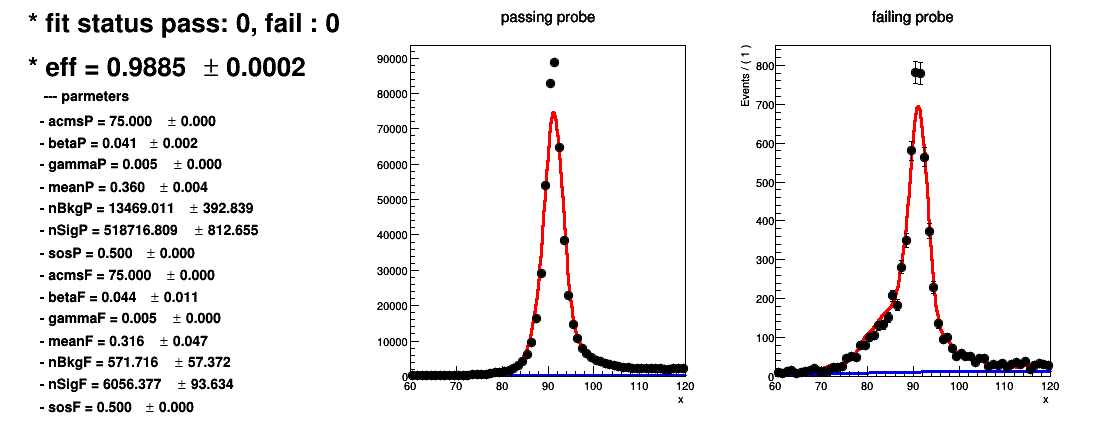 * fit status pass: 0, fail : 0
* eff = 0.9885 ± 0.0002
--- parmeters
- acmsP = 75.000 ± 0.000
- betaP = 0.041 ± 0.002
- gammaP = 0.005 ± 0.000
- meanP = 0.360 ± 0.004
- nBkgP = 13469.011 ± 392.839
- nSigP = 518716.809 ± 812.655
- sosP = 0.500 ± 0.000
- acmsF = 75.000 ± 0.000
- betaF = 0.044 ± 0.011
- gammaF = 0.005 ± 0.000
- meanF = 0.316 ± 0.047
- nBkgF = 571.716 ± 57.372
- nSigF = 6056.377 ± 93.634
- sosF = 0.500 ± 0.000
passing probe
90000
80000
70000
60000
50000
40000
30000
20000
10000
0
60 70 80 90 100 110 120
x
failing probe
Events / ( 1 )
800
700
600
500
400
300
200
100
0
60 70 80 90 100 110 120
x